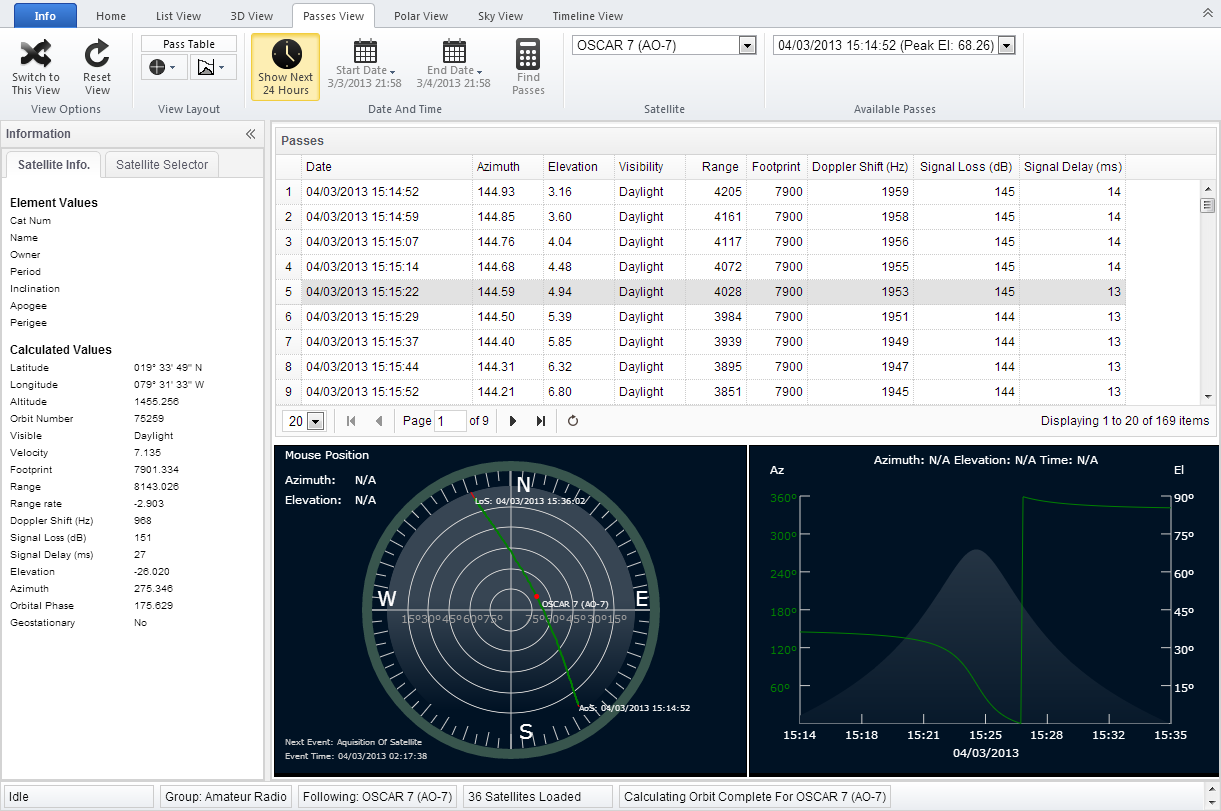 Info Home List View 3D View Passes View Polar View Sky View Timeline View
Switch to This View
Reset View
View Options
Pass Table
View Layout
Show Next 24 Hours
Start Date
3/3/2013 21:58
End Date
3/4/2013 21:58
Find Passes
Date And Time
OSCAR 7 (AO-7)
Satellite
04/03/2013 15:14:52 (Peak El: 68.26)
Available Passes
Information
Satellite Info. Satellite Selector
Element Values
Cat Num
Name
Owner
Period
Inclination
Apogee
Perigee
Calculated Values
Latitude 019° 33' 49" N
Longitude 079° 31' 33" W
Altitude 1455.256
Orbit Number 75259
Visible Daylight
Velocity 7.135
Footprint 7901.334
Range 8143.026
Range rate -2.903
Doppler Shift (Hz) 968
Signal Loss (dB) 151
Signal Delay (ms) 27
Elevation -26.020
Azimuth 275.346
Orbital Phase 175.629
Geostationary No
Passes
Date Azimuth Elevation Visibility Range Footprint Doppler Shift (Hz) Signal Loss (dB) Signal Delay (ms)
1 04/03/2013 15:14:52 144.93 3.16 Daylight 4205 7900 1959 145 14
2 04/03/2013 15:14:59 144.85 3.60 Daylight 4161 7900 1958 145 14
3 04/03/2013 15:15:07 144.76 4.04 Daylight 4117 7900 1956 145 14
4 04/03/2013 15:15:14 144.68 4.48 Daylight 4072 7900 1955 145 14
5 04/03/2013 15:15:22 144.59 4.94 Daylight 4028 7900 1953 145 13
6 04/03/2013 15:15:29 144.50 5.39 Daylight 3984 7900 1951 144 13
7 04/03/2013 15:15:37 144.40 5.85 Daylight 3939 7900 1949 144 13
8 04/03/2013 15:15:44 144.31 6.32 Daylight 3895 7900 1947 144 13
9 04/03/2013 15:15:52 144.21 6.80 Daylight 3851 7900 1945 144 13
20 Page 1 of 9 Displaying 1 to 20 of 169 items
Mouse Position
Azimuth: N/A
Elevation: N/A
N
LoS: 04/03/2013 15:36:02
W E
OSCAR 7 (AO-7)
15º30º45º60º75º 75º60º45º30º15º
AoS: 04/03/2013 15:14:52
S
Next Event: Aquisition Of Satellite
Event Time: 04/03/2013 02:17:38
Azimuth: N/A Elevation: N/A Time: N/A
Az El
360º 90º
300º 75º
240º 60º
180º 45º
120º 30º
60º 15º
15:14 15:18 15:21 15:25 15:28 15:32 15:35
04/03/2013
Idle Group: Amateur Radio Following: OSCAR 7 (AO-7) 36 Satellites Loaded Calculating Orbit Complete For OSCAR 7 (AO-7)